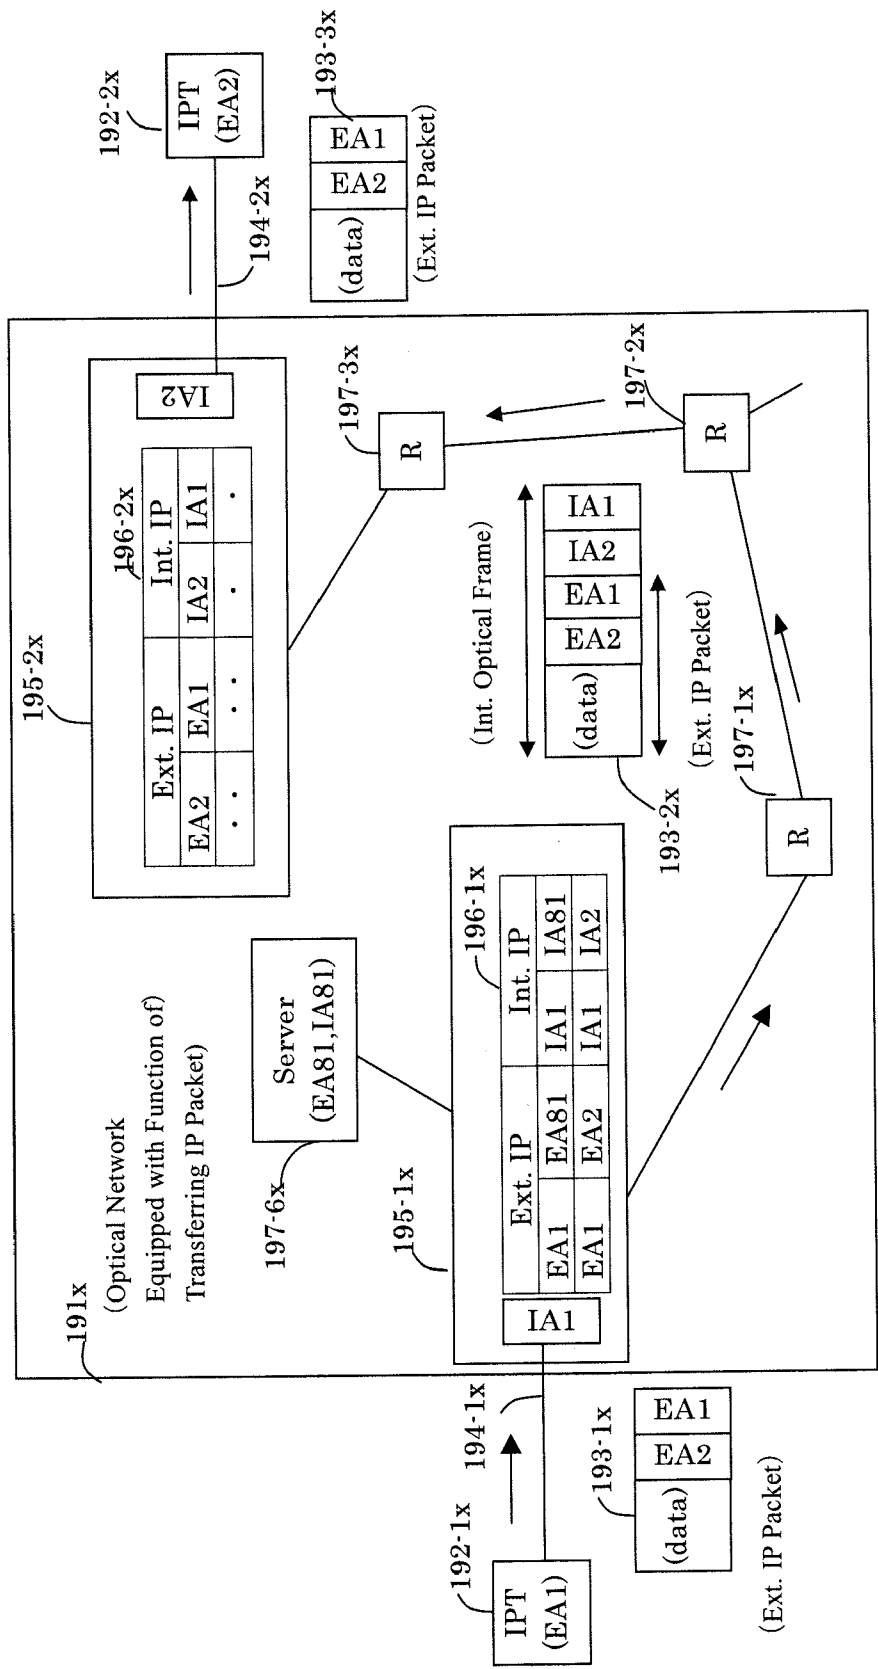 191x
(Optical Network
Equipped with Function of)
Transferring IP Packet)
192-1x
IPT
(EA1)
194-1x
193-1x
(data) EA2 EA1
(Ext. IP Packet)
197-6x
Server
(EA81,IA81)
195-1x
IA1
196-1x
Ext. IP Int. IP
EA1 EA81 IA1 IA81
EA1 EA2 IA1 IA2
195-2x
196-2x
Ext. IP Int. IP
EA2 EA1 IA2 IA1
IA2
197-1x
R
197-2x
R
197-3x
R
(Int. Optical Frame)
(data) EA2 EA1 IA2 IA1
(Ext. IP Packet)
193-2x
194-2x
192-2x
IPT
(EA2)
193-3x
(data) EA2 EA1
(Ext. IP Packet)